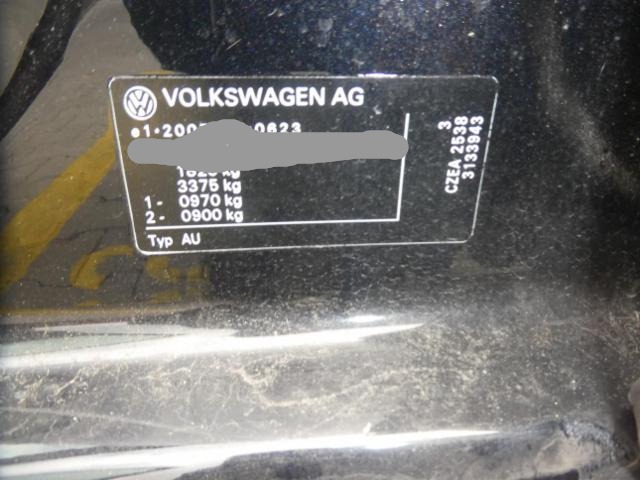 VOLKSWAGEN AG
3375 kg
1- 0970 kg
2- 0900 kg
Typ AU
3
CZEA 2538
3133943